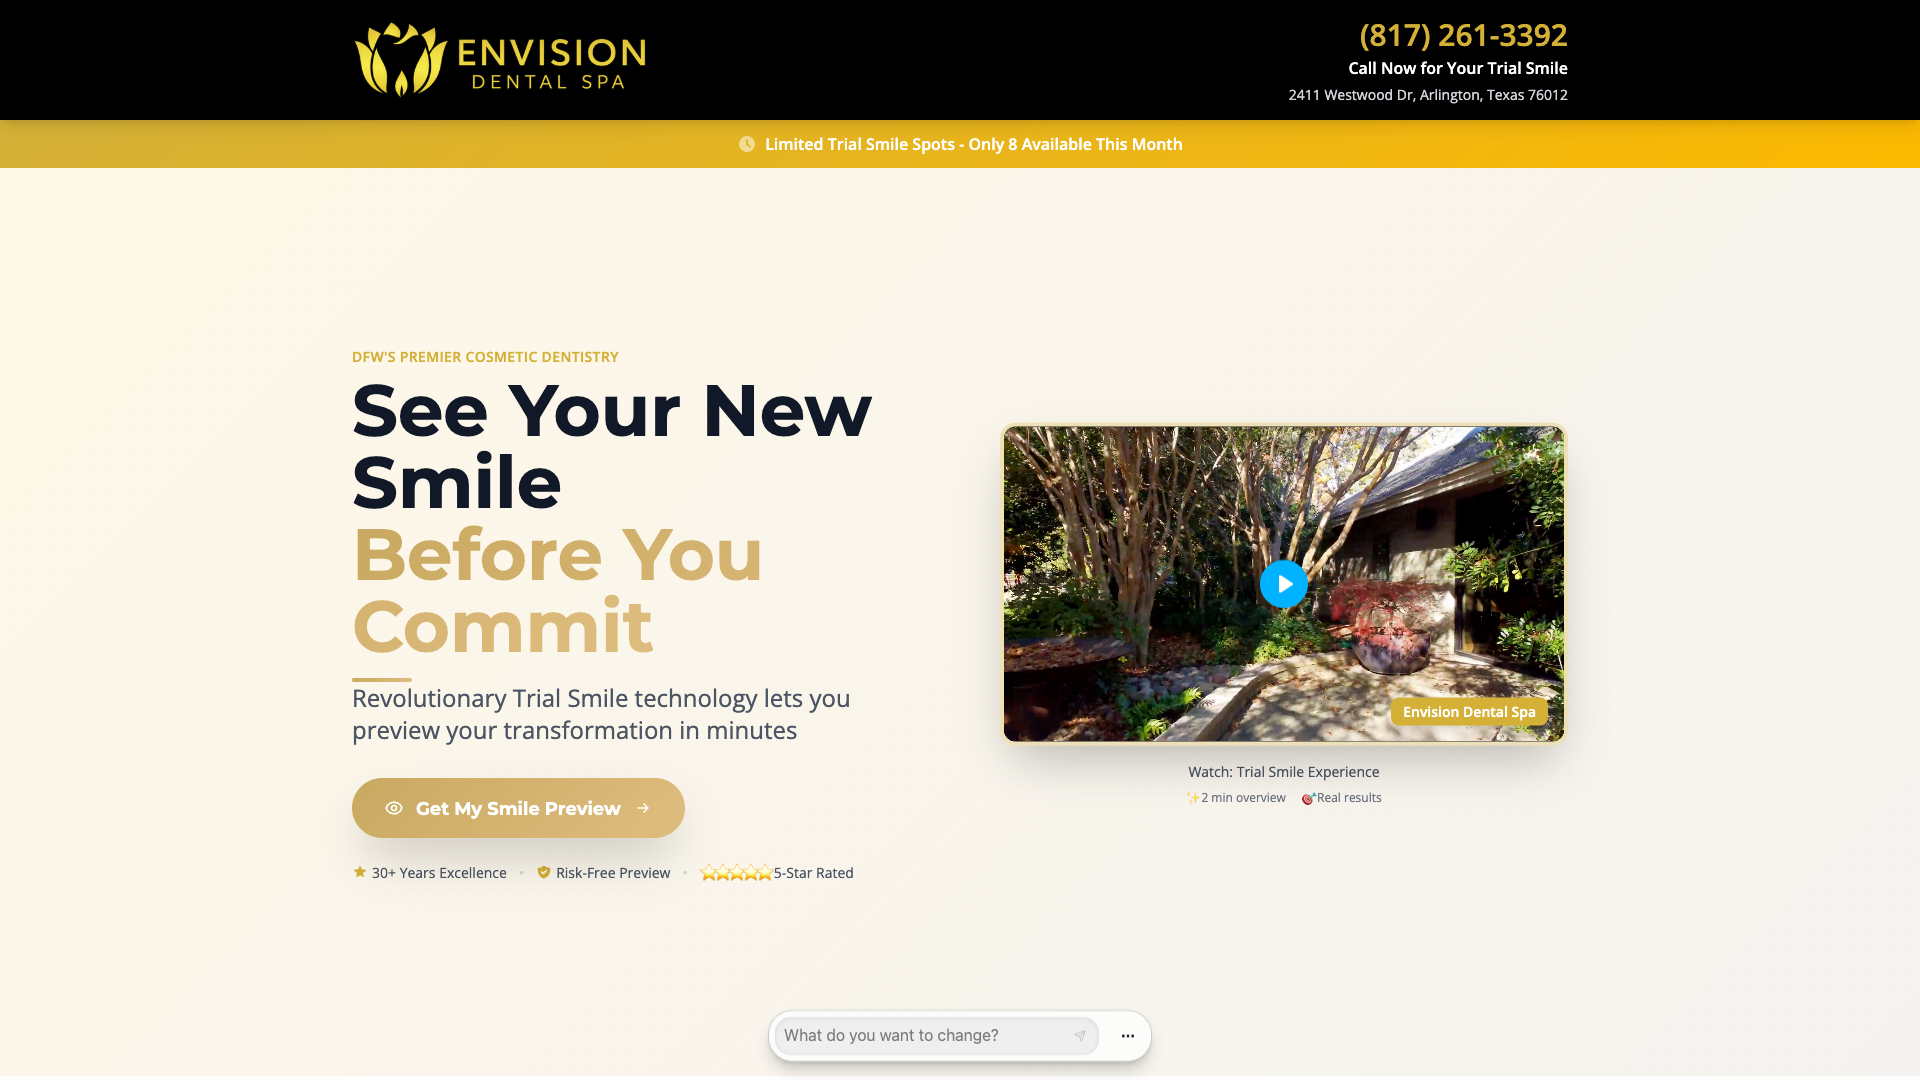 ENVISION
DENTAL SPA
(817) 261-3392
Call Now for Your Trial Smile
2411 Westwood Dr, Arlington, Texas 76012
Limited Trial Smile Spots - Only 8 Available This Month
DFW'S PREMIER COSMETIC DENTISTRY
See Your New
Smile
Before You
Commit
Revolutionary Trial Smile technology lets you
preview your transformation in minutes
Get My Smile Preview →
30+ Years Excellence • Risk-Free Preview • 5-Star Rated
Envision Dental Spa
Watch: Trial Smile Experience
2 min overview Real results
What do you want to change?